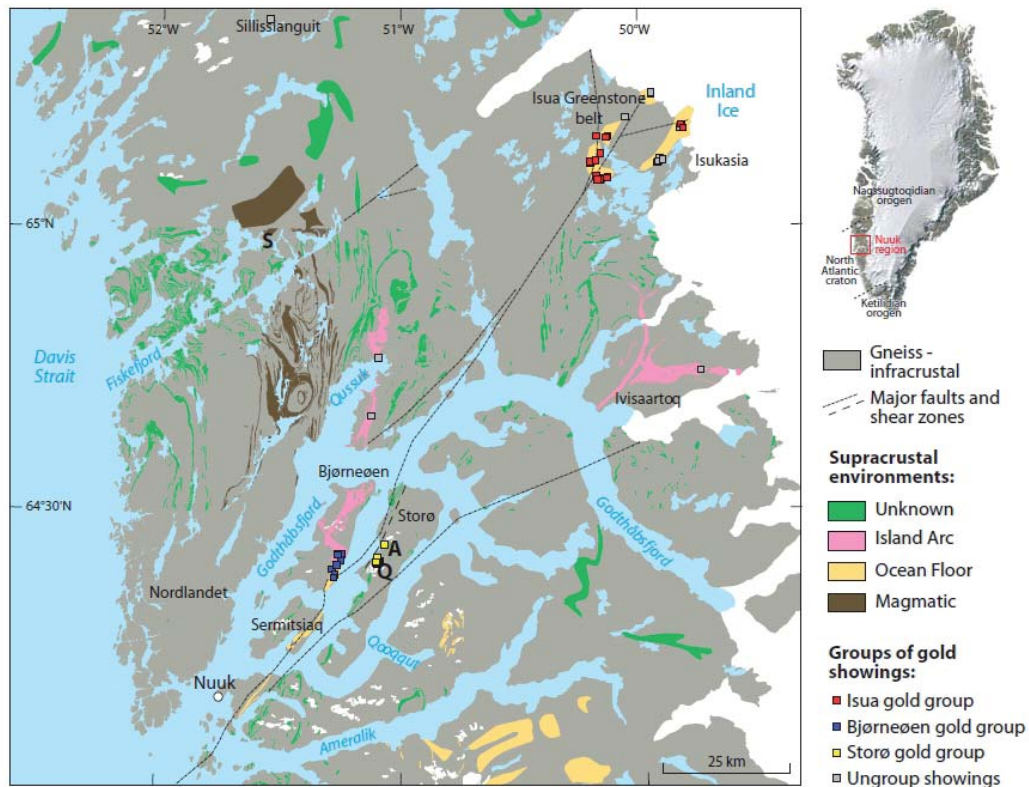 52°W
51°W
50°W
Sillissianguit
Isua Greenstone
belt
Inland
Ice
Isukasia
65°N
S
Davis
Strait
Fiskefjord
Qussuk
Ivisaartoq
Bjørneøen
64°30'N
Storø
Godthåbsfjord
Godthåbsfjord
A
Q
Nordlandet
Sermitsiaq
Qooqqut
Nuuk
Ameralik
25 km
Nagssugtoqidian
orogen
Nuuk
region
North
Atlantic
craton
Ketilidian
orogen
Gneiss -
infracrustal
Major faults and
shear zones
Supracrustal
environments:
Unknown
Island Arc
Ocean Floor
Magmatic
Groups of gold
showings:
Isua gold group
Bjørneøen gold group
Storø gold group
Ungroup showings